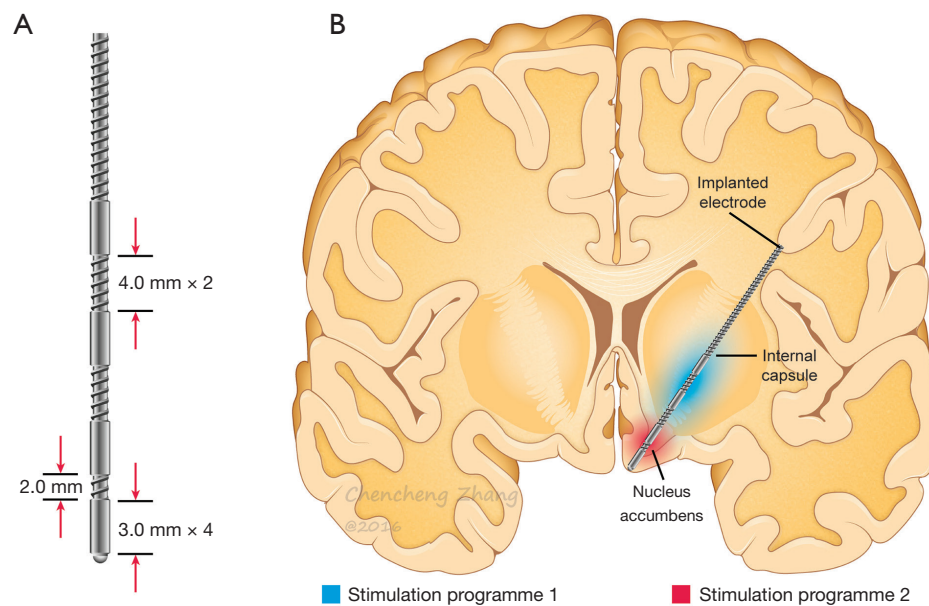 A
B
4.0 mm × 2
2.0 mm
3.0 mm × 4
Implanted
electrode
Internal
capsule
Nucleus
accumbens
Chencheng Zhang
@2016
Stimulation programme 1
Stimulation programme 2